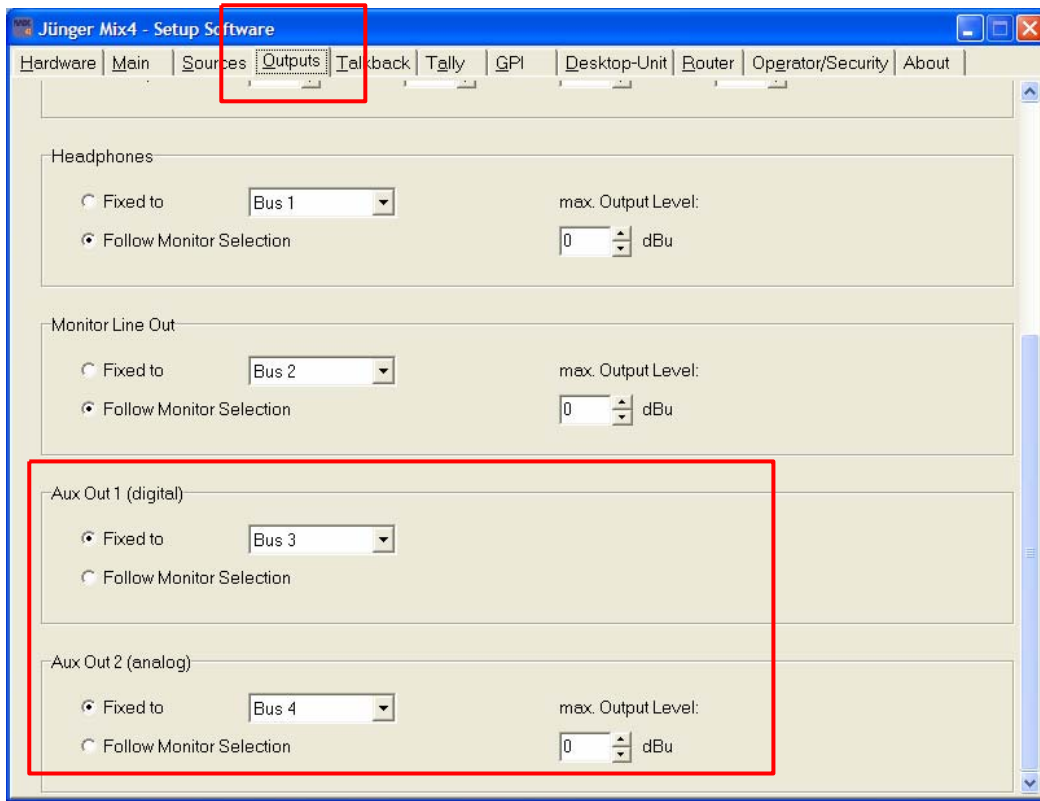 Jünger Mix4 - Setup Software
Hardware Main Sources Outputs Talkback Tally GPI Desktop-Unit Router Operator/Security About
Headphones
Fixed to Bus 1 max. Output Level:
Follow Monitor Selection 0 dBu
Monitor Line Out
Fixed to Bus 2 max. Output Level:
Follow Monitor Selection 0 dBu
Aux Out 1 (digital)
Fixed to Bus 3
Follow Monitor Selection
Aux Out 2 (analog)
Fixed to Bus 4 max. Output Level:
Follow Monitor Selection 0 dBu